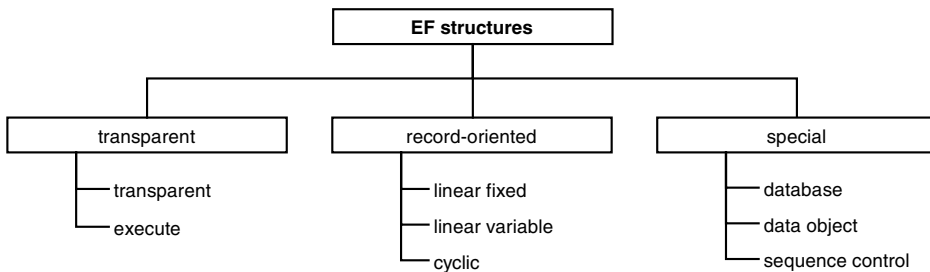 EF structures
transparent
record-oriented
special
transparent
execute
linear fixed
linear variable
cyclic
database
data object
sequence control